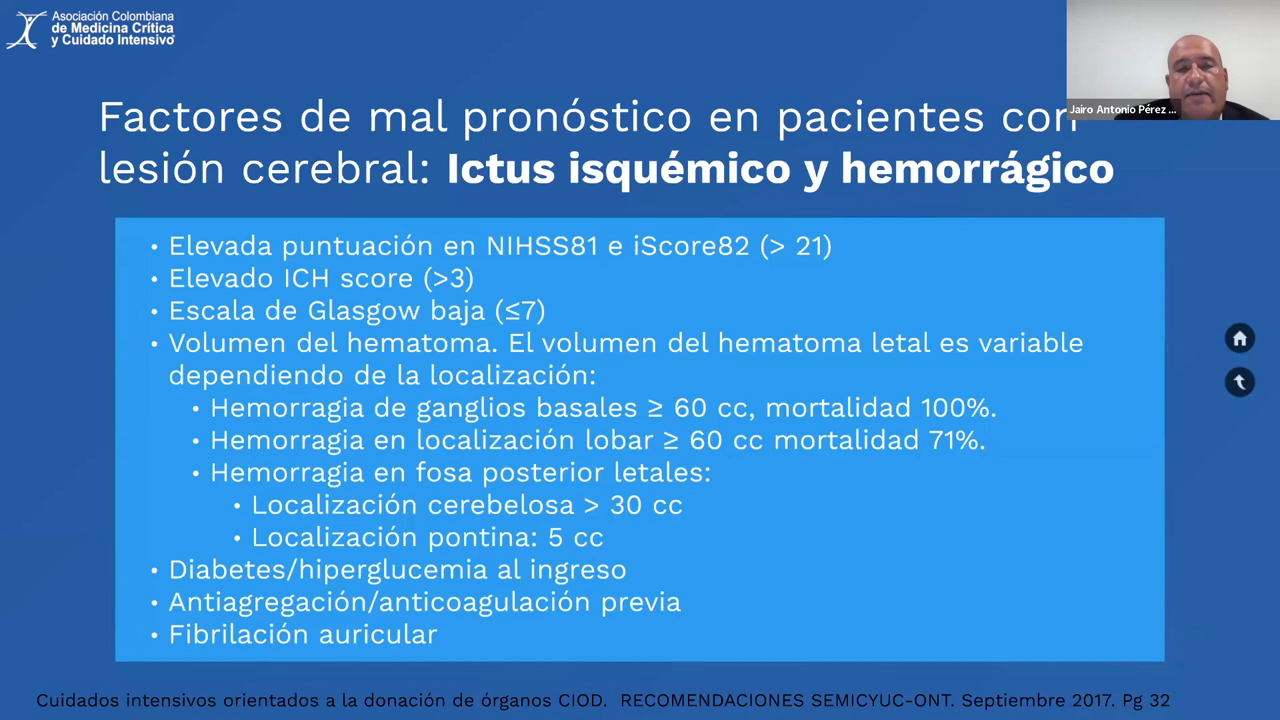 Asociación Colombiana
de Medicina Crítica
y Cuidado Intensivo
Jairo Antonio Pérez ...
Factores de mal pronóstico en pacientes con
lesión cerebral: Ictus isquémico y hemorrágico
• Elevada puntuación en NIHSS81 e iScore82 (> 21)
• Elevado ICH score (>3)
• Escala de Glasgow baja (≤7)
• Volumen del hematoma. El volumen del hematoma letal es variable
dependiendo de la localización:
• Hemorragia de ganglios basales ≥ 60 cc, mortalidad 100%.
• Hemorragia en localización lobar ≥ 60 cc mortalidad 71%.
• Hemorragia en fosa posterior letales:
• Localización cerebelosa > 30 cc
• Localización pontina: 5 cc
• Diabetes/hiperglucemia al ingreso
• Antiagregación/anticoagulación previa
• Fibrilación auricular
Cuidados intensivos orientados a la donación de órganos CIOD. RECOMENDACIONES SEMICYUC-ONT. Septiembre 2017. Pg 32